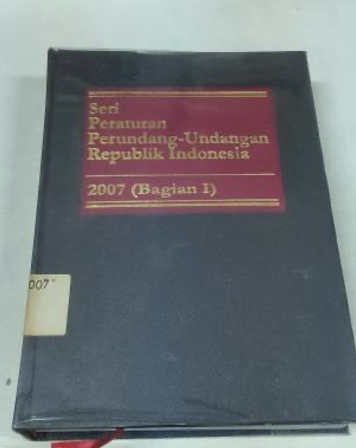 Seri
Peraturan
Perundang-Undangan
Republik Indonesia
2007 (Bagian I)
007